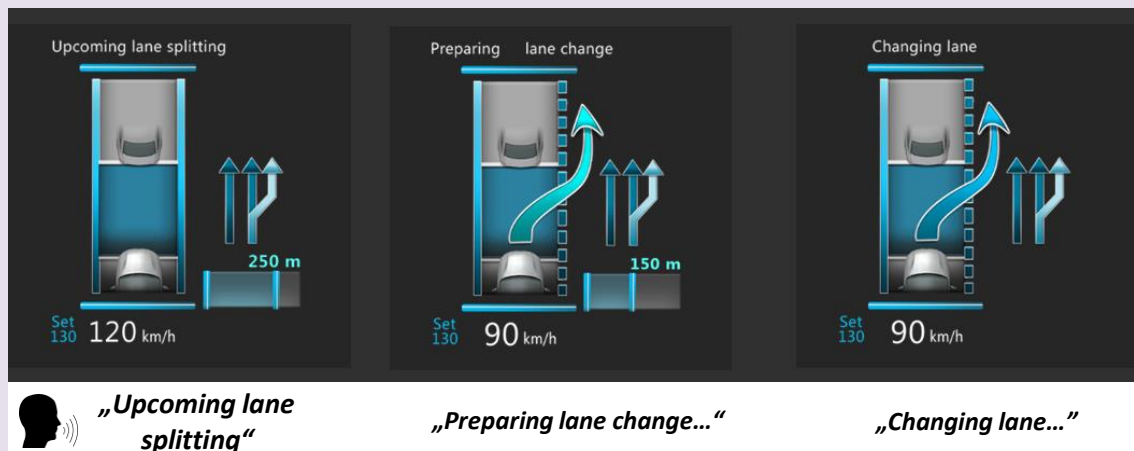 Upcoming lane splitting
250 m
Set
130 120 km/h
Preparing lane change
150 m
Set
130 90 km/h
Changing lane
Set
130 90 km/h
„Upcoming lane
splitting“
„Preparing lane change…“
„Changing lane…”